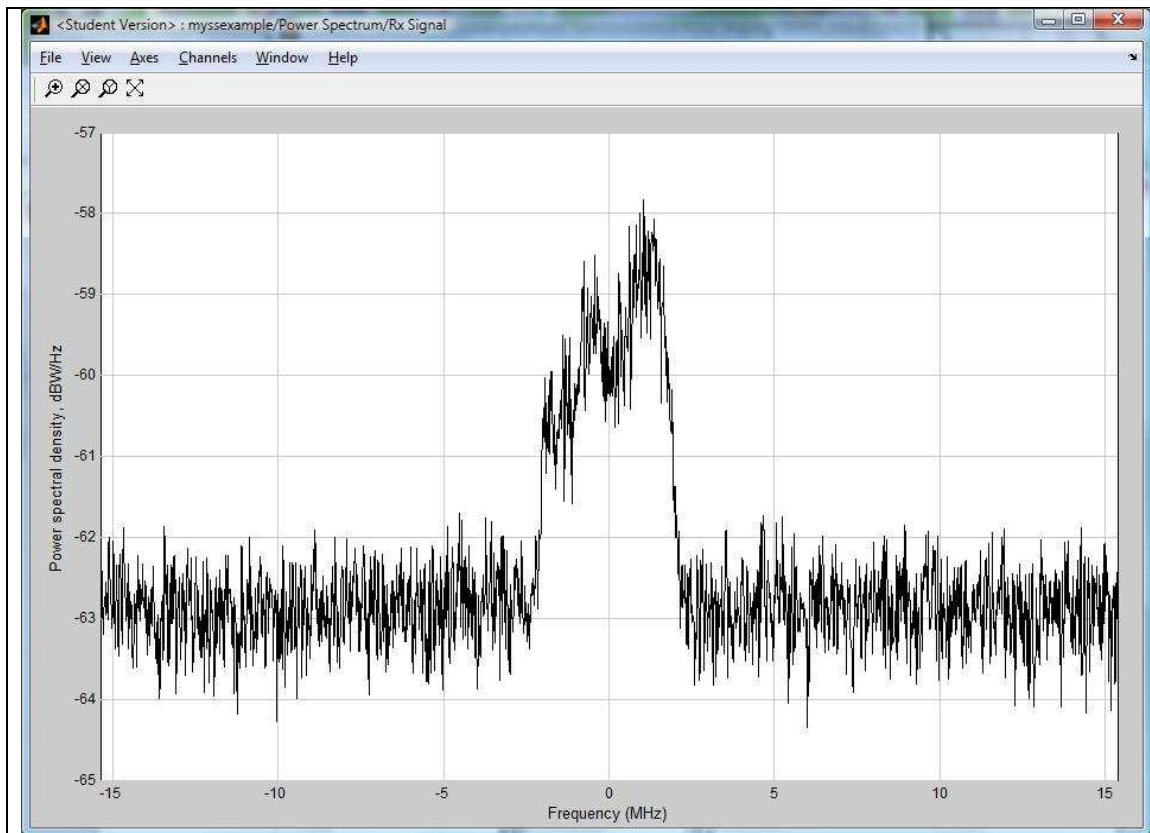 <Student Version> : myssexample/Power Spectrum/Rx Signal
File View Axes Channels Window Help
Power spectral density, dBW/Hz
-57
-58
-59
-60
-61
-62
-63
-64
-65
-15 -10 -5 0 5 10 15
Frequency (MHz)